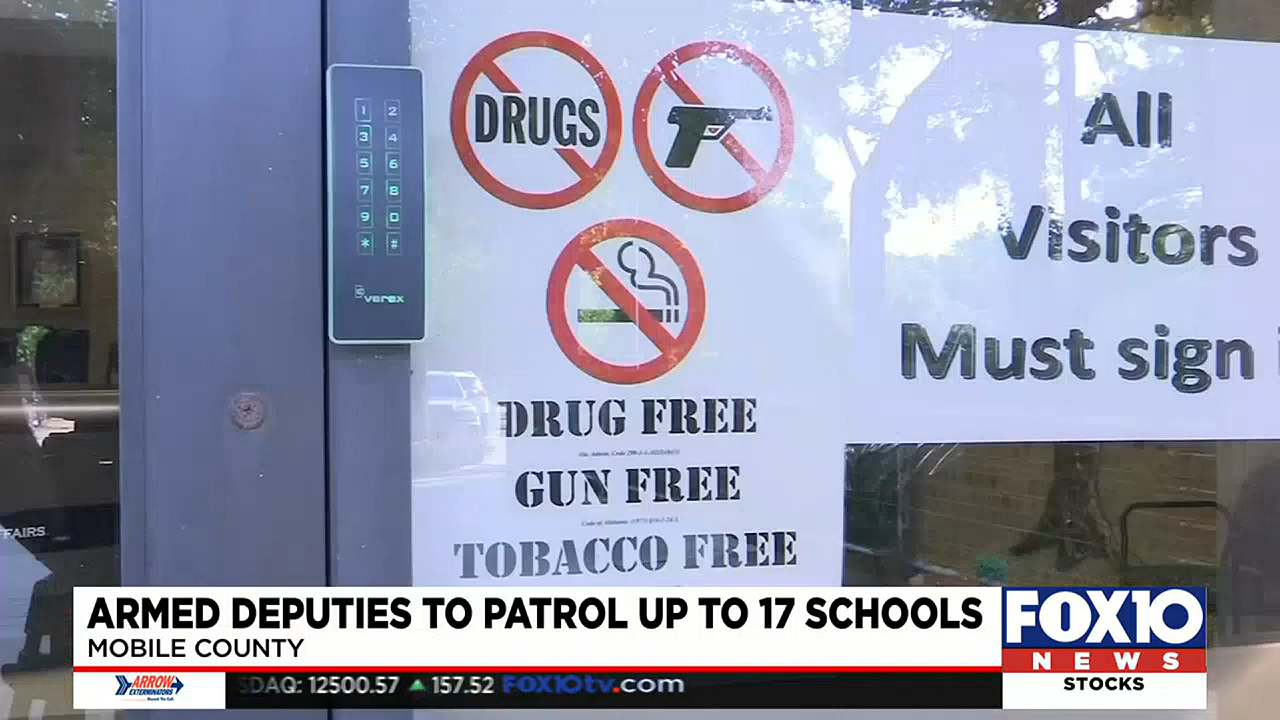 1 2
3 4
5 6
7 8
9 0
* #
verex
DRUGS
DRUG FREE
GUN FREE
TOBACCO FREE
All
Visitors
Must sign
FAIRS
ARMED DEPUTIES TO PATROL UP TO 17 SCHOOLS
MOBILE COUNTY
FOX10
NEWS
STOCKS
ARROW
EXTERMINATORS
SDAQ: 12500.57 ▲ 157.52 FOX10tv.com